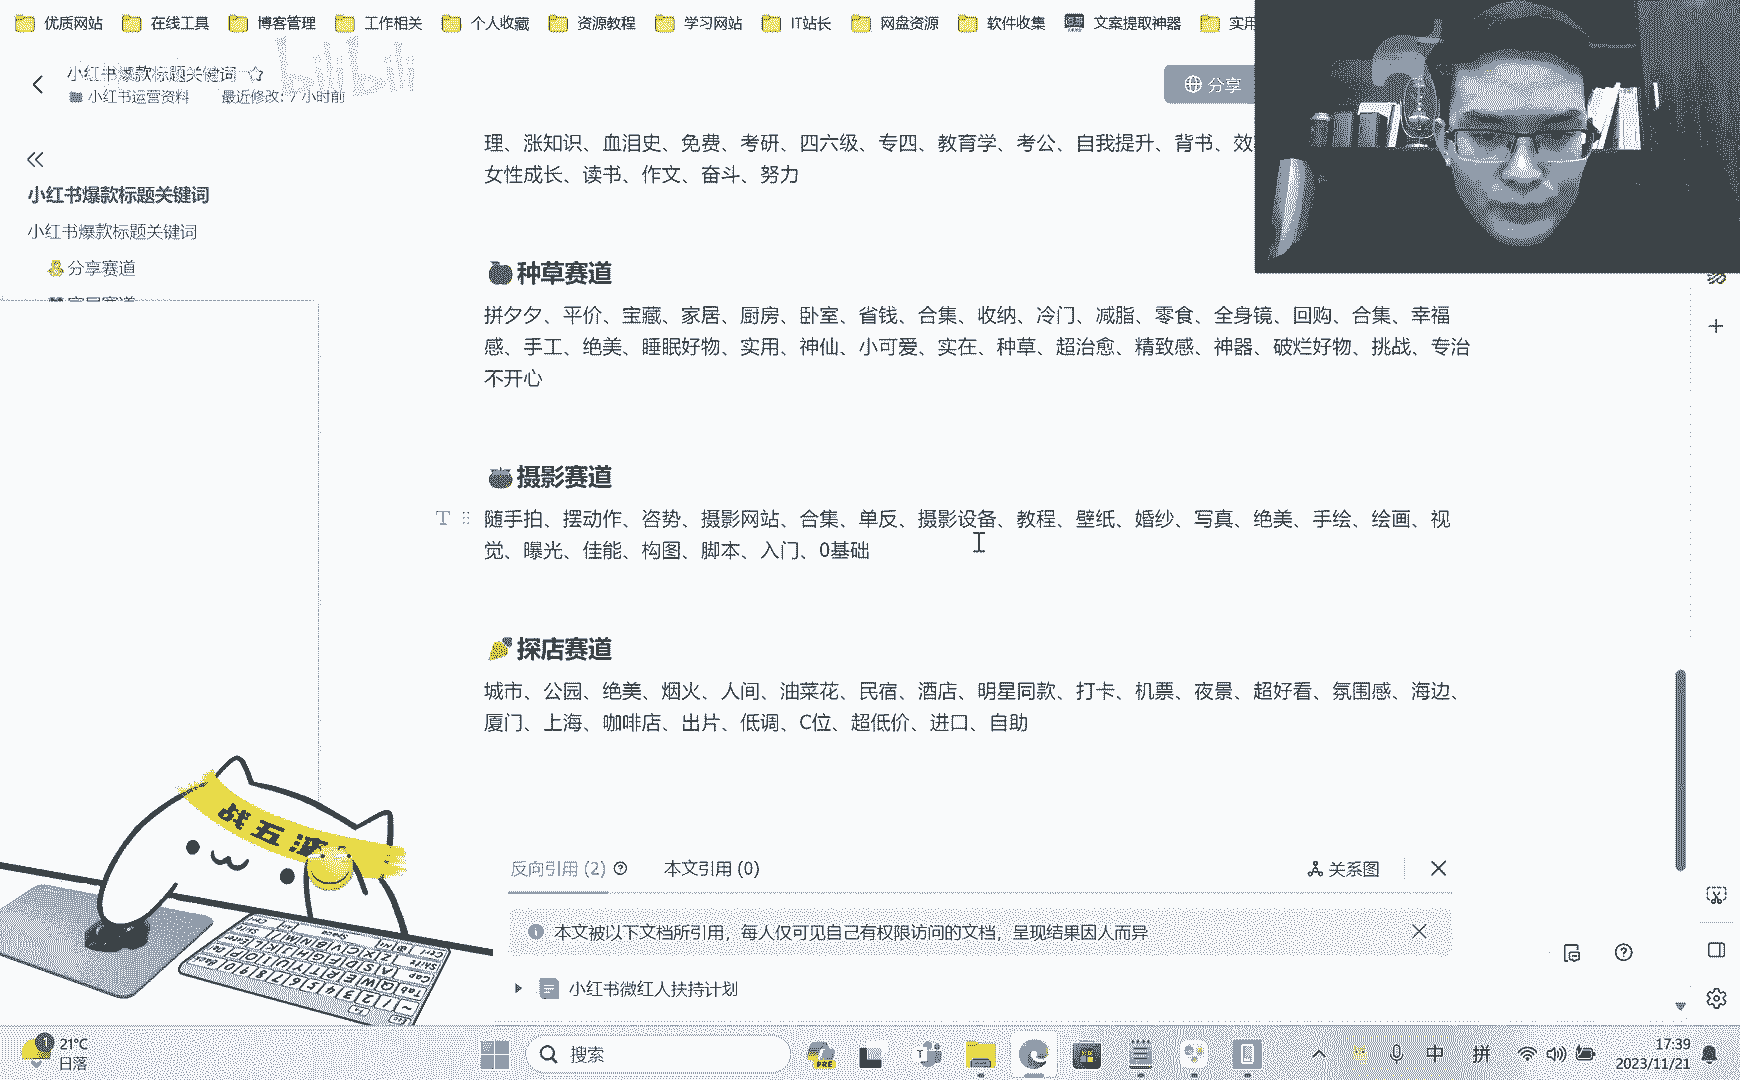 优质网站 在线工具 博客管理 工作相关 个人收藏 资源教程 学习网站 IT站长 网盘资源 软件收集 文案提取神器 实用
bilibili
小红书爆款标题关键词
小红书运营资料 最近修改: 7 小时前
分享
小红书爆款标题关键词
小红书爆款标题关键词
分享赛道
理、涨知识、血泪史、免费、考研、四六级、专四、教育学、考公、自我提升、背书、效
女性成长、读书、作文、奋斗、努力
种草赛道
拼夕夕、平价、宝藏、家居、厨房、卧室、省钱、合集、收纳、冷门、减脂、零食、全身镜、回购、合集、幸福
感、手工、绝美、睡眠好物、实用、神仙、小可爱、实在、种草、超治愈、精致感、神器、破烂好物、挑战、专治
不开心
摄影赛道
随手拍、摆动作、咨势、摄影网站、合集、单反、摄影设备、教程、壁纸、婚纱、写真、绝美、手绘、绘画、视
觉、曝光、佳能、构图、脚本、入门、0基础
探店赛道
城市、公园、绝美、烟火、人间、油菜花、民宿、酒店、明星同款、打卡、机票、夜景、超好看、氛围感、海边、
厦门、上海、咖啡店、出片、低调、C位、超低价、进口、自助
战五渣
反向引用 (2) 本文引用 (0) 关系图
本文被以下文档所引用，每人仅可见自己有权限访问的文档，呈现结果因人而异
小红书微红人扶持计划
1 21°C
日落
搜索
PRE
中 拼
17:39
2023/11/21